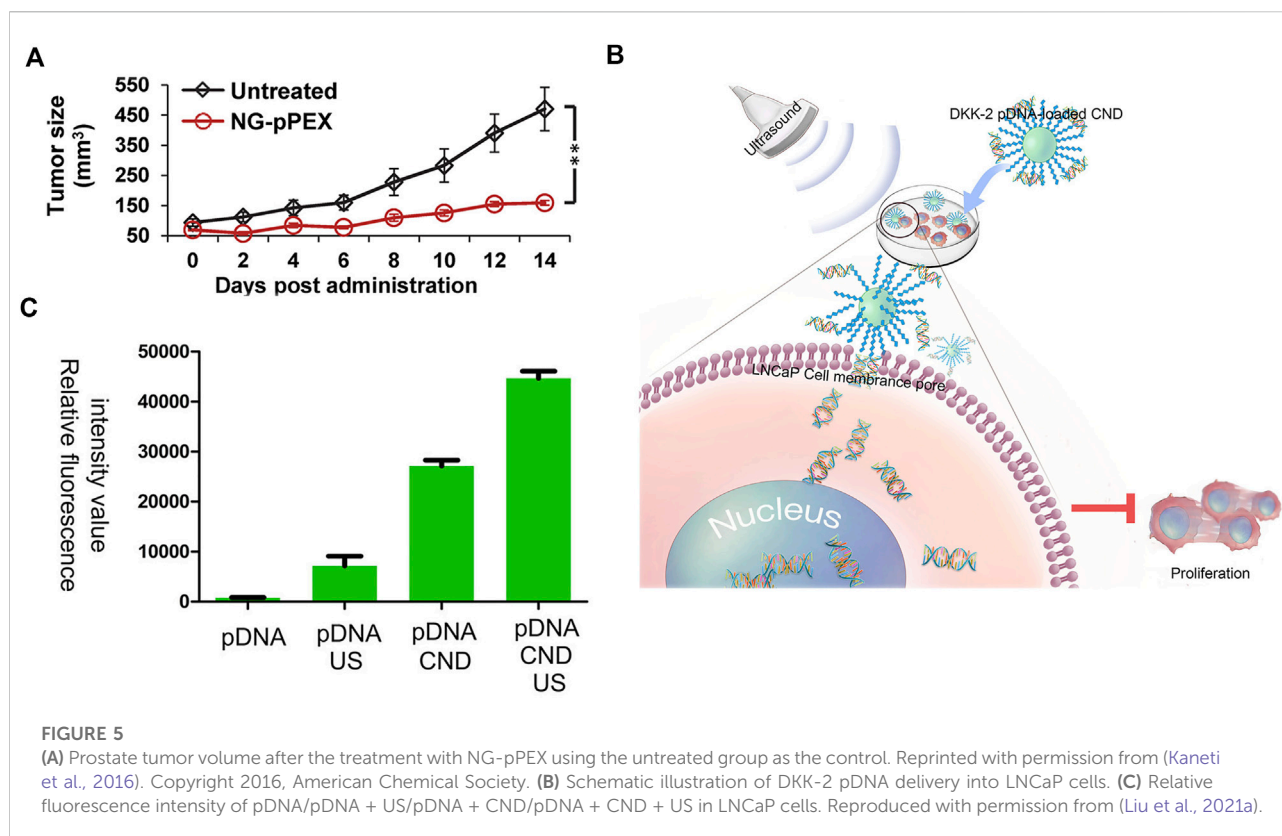 A
Tumor size
(mm³)
550
450
350
250
150
50
Untreated
NG-pPEX
**
0 2 4 6 8 10 12 14
Days post administration
B
Ultrasound
DKK-2 pDNA-loaded CND
LNCaP Cell membrance pore
Nucleus
Proliferation
C
Relative fluorescence
intensity value
50000
40000
30000
20000
10000
0
pDNA
pDNA
US
pDNA
CND
pDNA
CND
US
FIGURE 5
(A) Prostate tumor volume after the treatment with NG-pPEX using the untreated group as the control. Reprinted with permission from (Kaneti
et al., 2016). Copyright 2016, American Chemical Society. (B) Schematic illustration of DKK-2 pDNA delivery into LNCaP cells. (C) Relative
fluorescence intensity of pDNA/pDNA + US/pDNA + CND/pDNA + CND + US in LNCaP cells. Reproduced with permission from (Liu et al., 2021a).